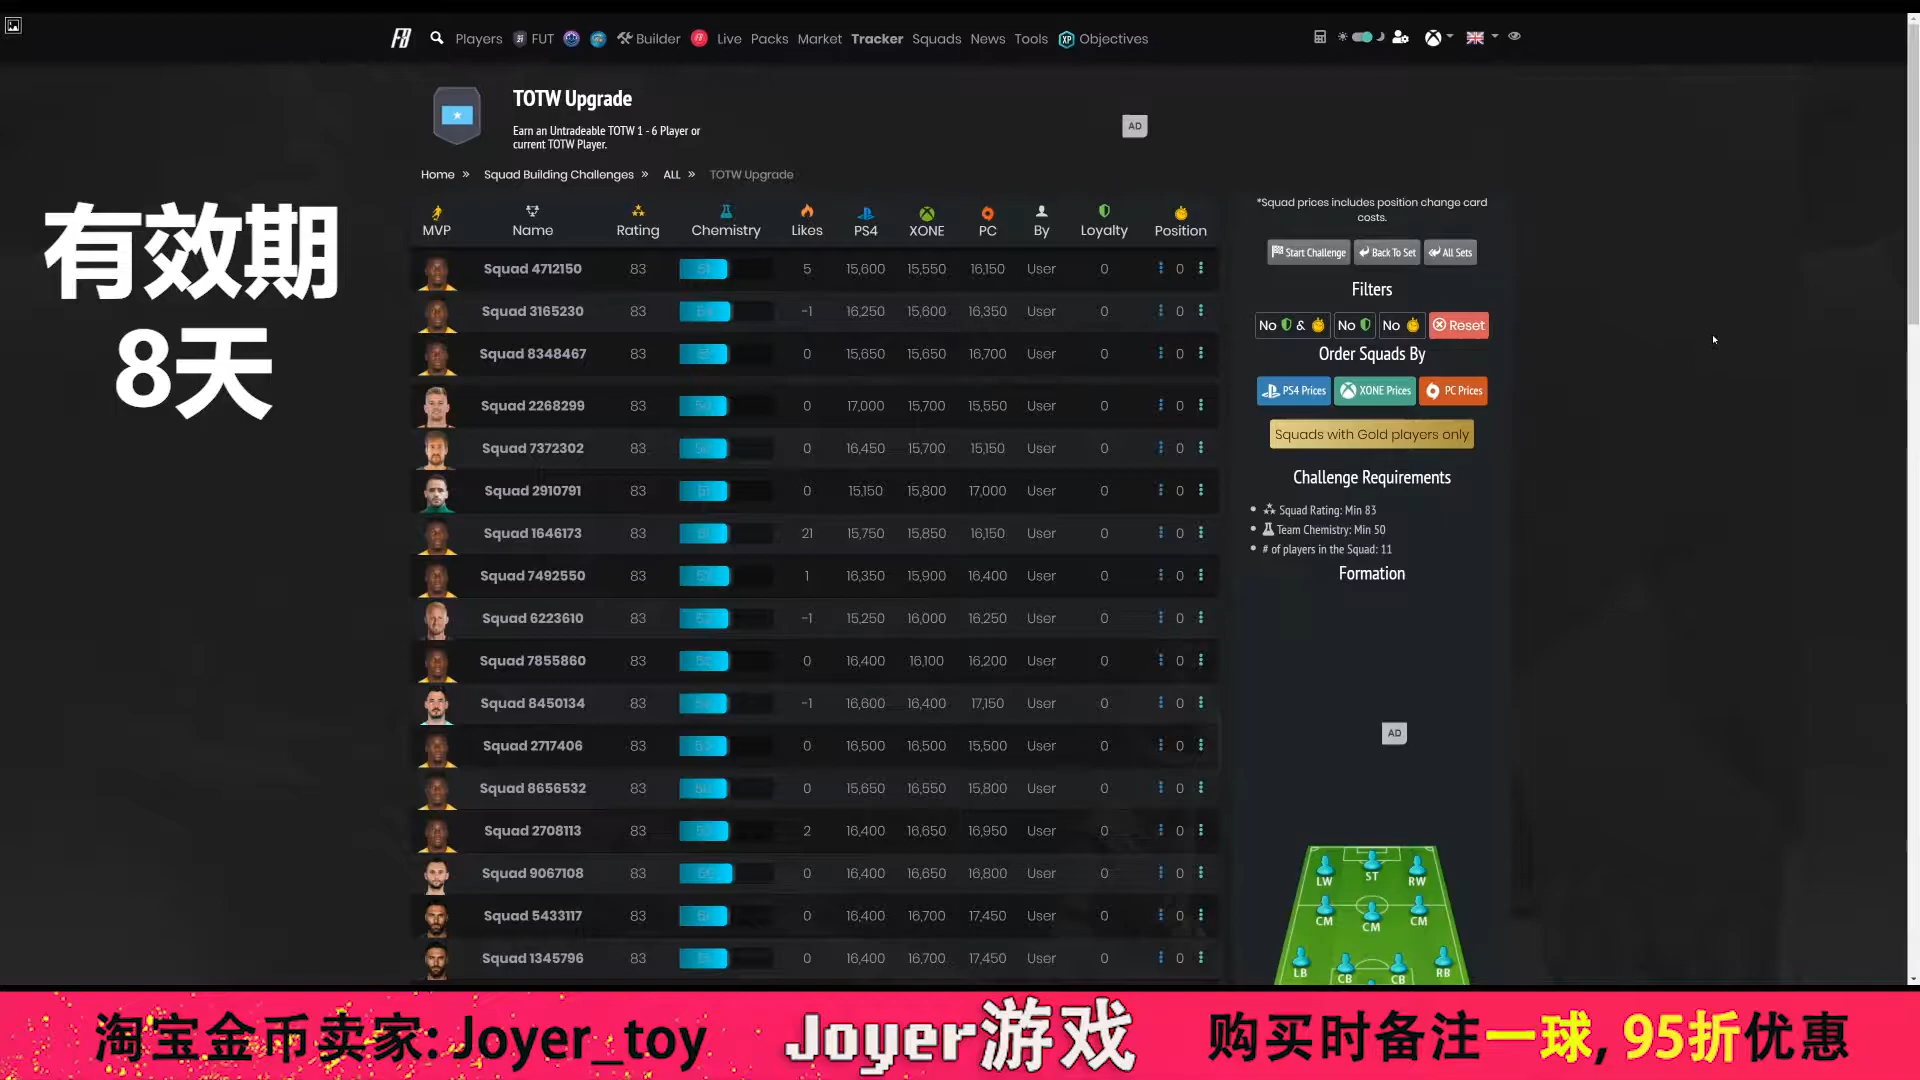 Players FUT Builder Live Packs Market Tracker Squads News Tools XP Objectives
TOTW Upgrade
Earn an Untradeable TOTW 1 - 6 Player or
current TOTW Player.
AD
Home » Squad Building Challenges » ALL » TOTW Upgrade
MVP Name Rating Chemistry Likes PS4 XONE PC By Loyalty Position
Squad 4712150 83 51 5 15,600 15,550 16,150 User 0 0
Squad 3165230 83 -1 16,250 15,600 16,350 User 0 0
Squad 8348467 83 0 15,650 15,650 16,700 User 0 0
Squad 2268299 83 0 17,000 15,700 15,550 User 0 0
Squad 7372302 83 0 16,450 15,700 15,150 User 0 0
Squad 2910791 83 0 15,150 15,800 17,000 User 0 0
Squad 1646173 83 21 15,750 15,850 16,150 User 0 0
Squad 7492550 83 1 16,350 15,900 16,400 User 0 0
Squad 6223610 83 -1 15,250 16,000 16,250 User 0 0
Squad 7855860 83 0 16,400 16,100 16,200 User 0 0
Squad 8450134 83 -1 16,600 16,400 17,150 User 0 0
Squad 2717406 83 0 16,500 16,500 15,500 User 0 0
Squad 8656532 83 0 15,650 16,550 15,800 User 0 0
Squad 2708113 83 2 16,400 16,650 16,950 User 0 0
Squad 9067108 83 0 16,400 16,650 16,800 User 0 0
Squad 5433117 83 0 16,400 16,700 17,450 User 0 0
Squad 1345796 83 0 16,400 16,700 17,450 User 0 0
*Squad prices includes position change card
costs.
Start Challenge Back To Set All Sets
Filters
No & No No Reset
Order Squads By
PS4 Prices XONE Prices PC Prices
Squads with Gold players only
Challenge Requirements
Squad Rating: Min 83
Team Chemistry: Min 50
# of players in the Squad: 11
Formation
AD
LW ST RW
CM CM CM
LB CB CB RB
有效期
8天
淘宝金币卖家: Joyer_toy
Joyer游戏
购买时备注一球, 95折优惠